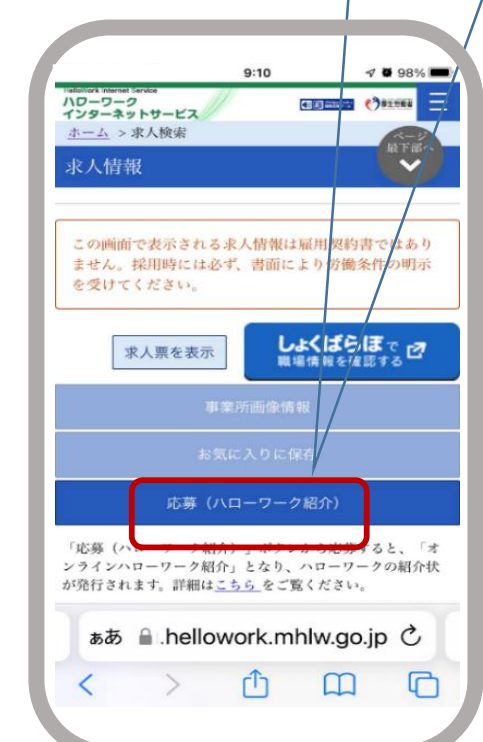 9:10
98%
HelloWork Internet Service
ハローワーク
インターネットサービス
厚生労働省
ホーム > 求人検索
ページ
最下部へ
求人情報
この画面で表示される求人情報は雇用契約書ではあり
ません。採用時には必ず、書面により労働条件の明示
を受けてください。
求人票を表示
しょくばらぼで
職場情報を確認する
事業所画像情報
お気に入りに保存
応募（ハローワーク紹介）
「応募（ハローワーク紹介）」ボタンから応募すると、「オ
ンラインハローワーク紹介」となり、ハローワークの紹介状
が発行されます。詳細はこちら をご覧ください。
ぁあ .hellowork.mhlw.go.jp